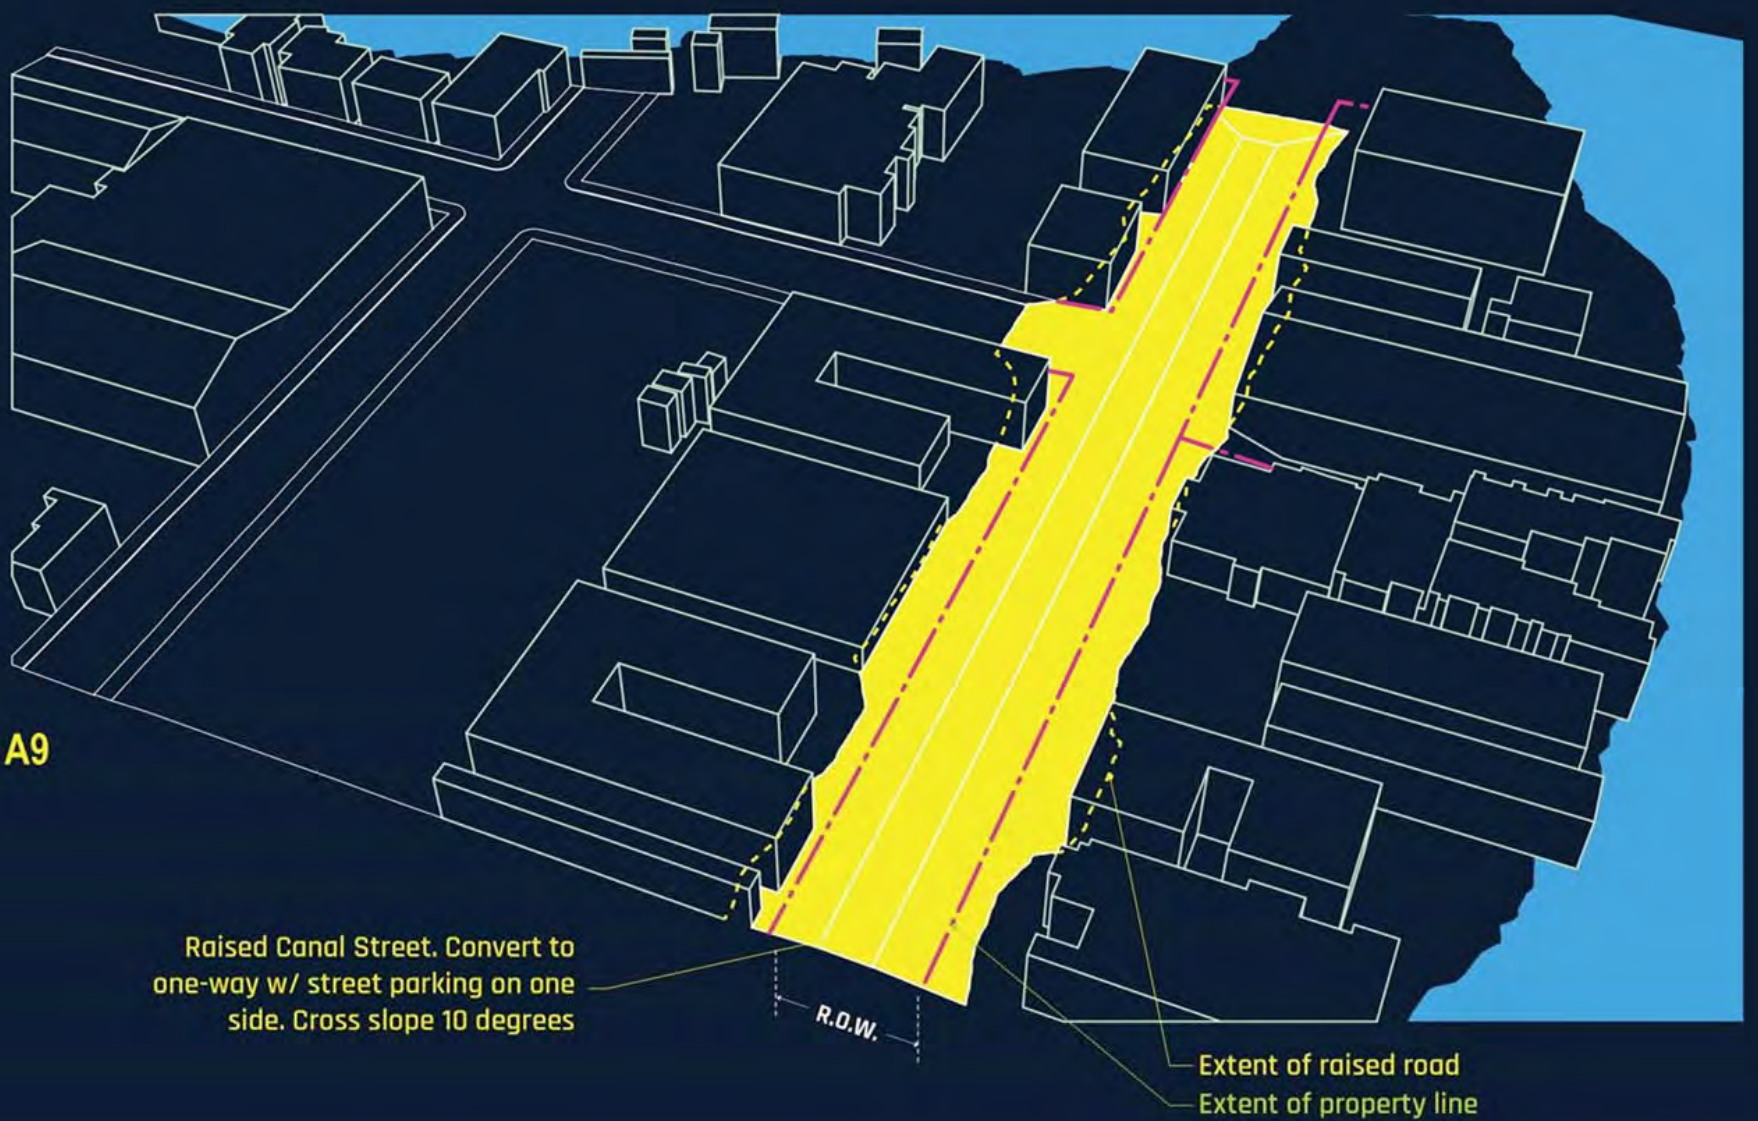 A9
Raised Canal Street. Convert to
one-way w/ street parking on one
side. Cross slope 10 degrees
R.O.W.
Extent of raised road
Extent of property line